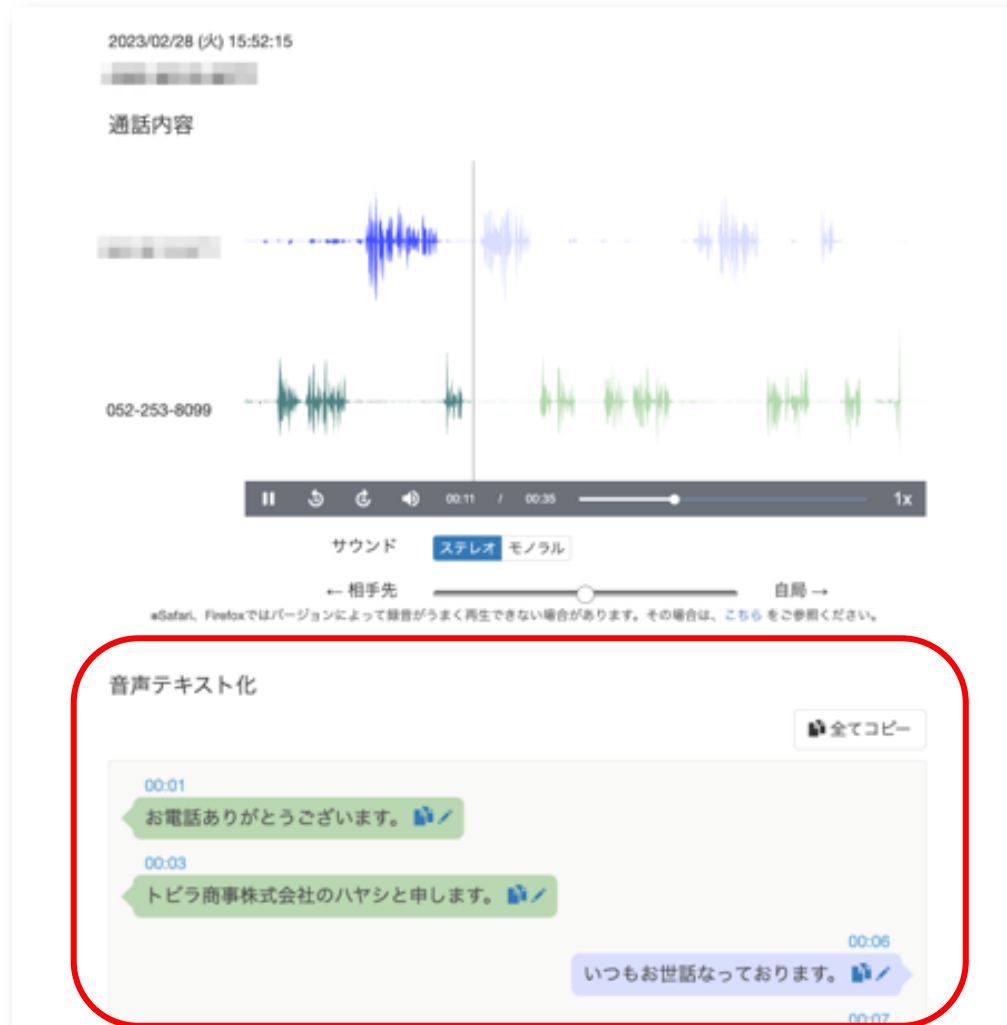 2023/02/28 (火) 15:52:15
通話内容
052-253-8099
00:11 / 00:35 1x
サウンド ステレオ モノラル
← 相手先 自局 →
※Safari、Firefoxではバージョンによって録音がうまく再生できない場合があります。その場合は、こちら をご参照ください。
音声テキスト化
全てコピー
00:01
お電話ありがとうございます。
00:03
トビラ商事株式会社のハヤシと申します。
00:06
いつもお世話なっております。
00:07